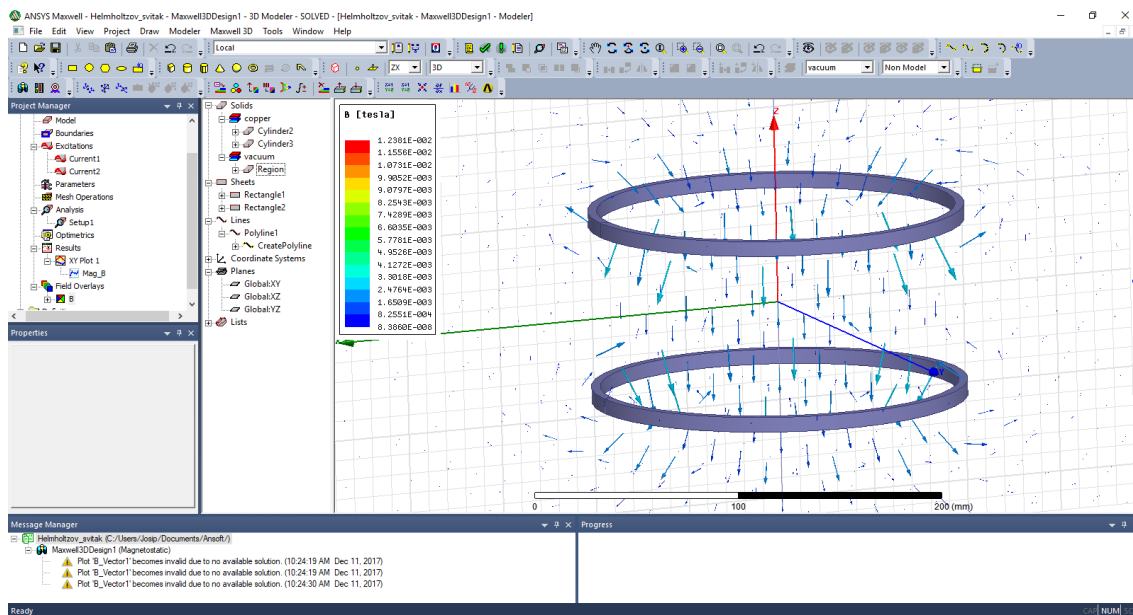 ANSYS Maxwell - Helmholtzov_svitak - Maxwell3DDesign1 - 3D Modeler - SOLVED - [Helmholtzov_svitak - Maxwell3DDesign1 - Modeler]
File Edit View Project Draw Modeler Maxwell 3D Tools Window Help
Local
ZX 3D vacuum Non Model
Project Manager
Model
Boundaries
Excitations
Current1
Current2
Parameters
Mesh Operations
Analysis
Setup1
Optimetrics
Results
XY Plot 1
Mag_B
Field Overlays
B
Properties
Solids
copper
Cylinder2
Cylinder3
vacuum
Region
Sheets
Rectangle1
Rectangle2
Lines
Polyline1
CreatePolyline
Coordinate Systems
Planes
Global:XY
Global:XZ
Global:YZ
Lists
B [tesla]
1.2381E-002
1.1556E-002
1.0731E-002
9.9052E-003
9.0797E-003
8.2543E-003
7.4289E-003
6.6035E-003
5.7781E-003
4.9526E-003
4.1272E-003
3.3018E-003
2.4764E-003
1.6509E-003
8.2551E-004
8.3860E-008
Z
Y
0 100 200 (mm)
Message Manager
Helmholtzov_svitak (C:/Users/Josip/Documents/Ansoft/)
Maxwell3DDesign1 (Magnetostatic)
Plot 'B_Vector1' becomes invalid due to no available solution. (10:24:19 AM Dec 11, 2017)
Plot 'B_Vector1' becomes invalid due to no available solution. (10:24:19 AM Dec 11, 2017)
Plot 'B_Vector1' becomes invalid due to no available solution. (10:24:30 AM Dec 11, 2017)
Progress
Ready
NUM